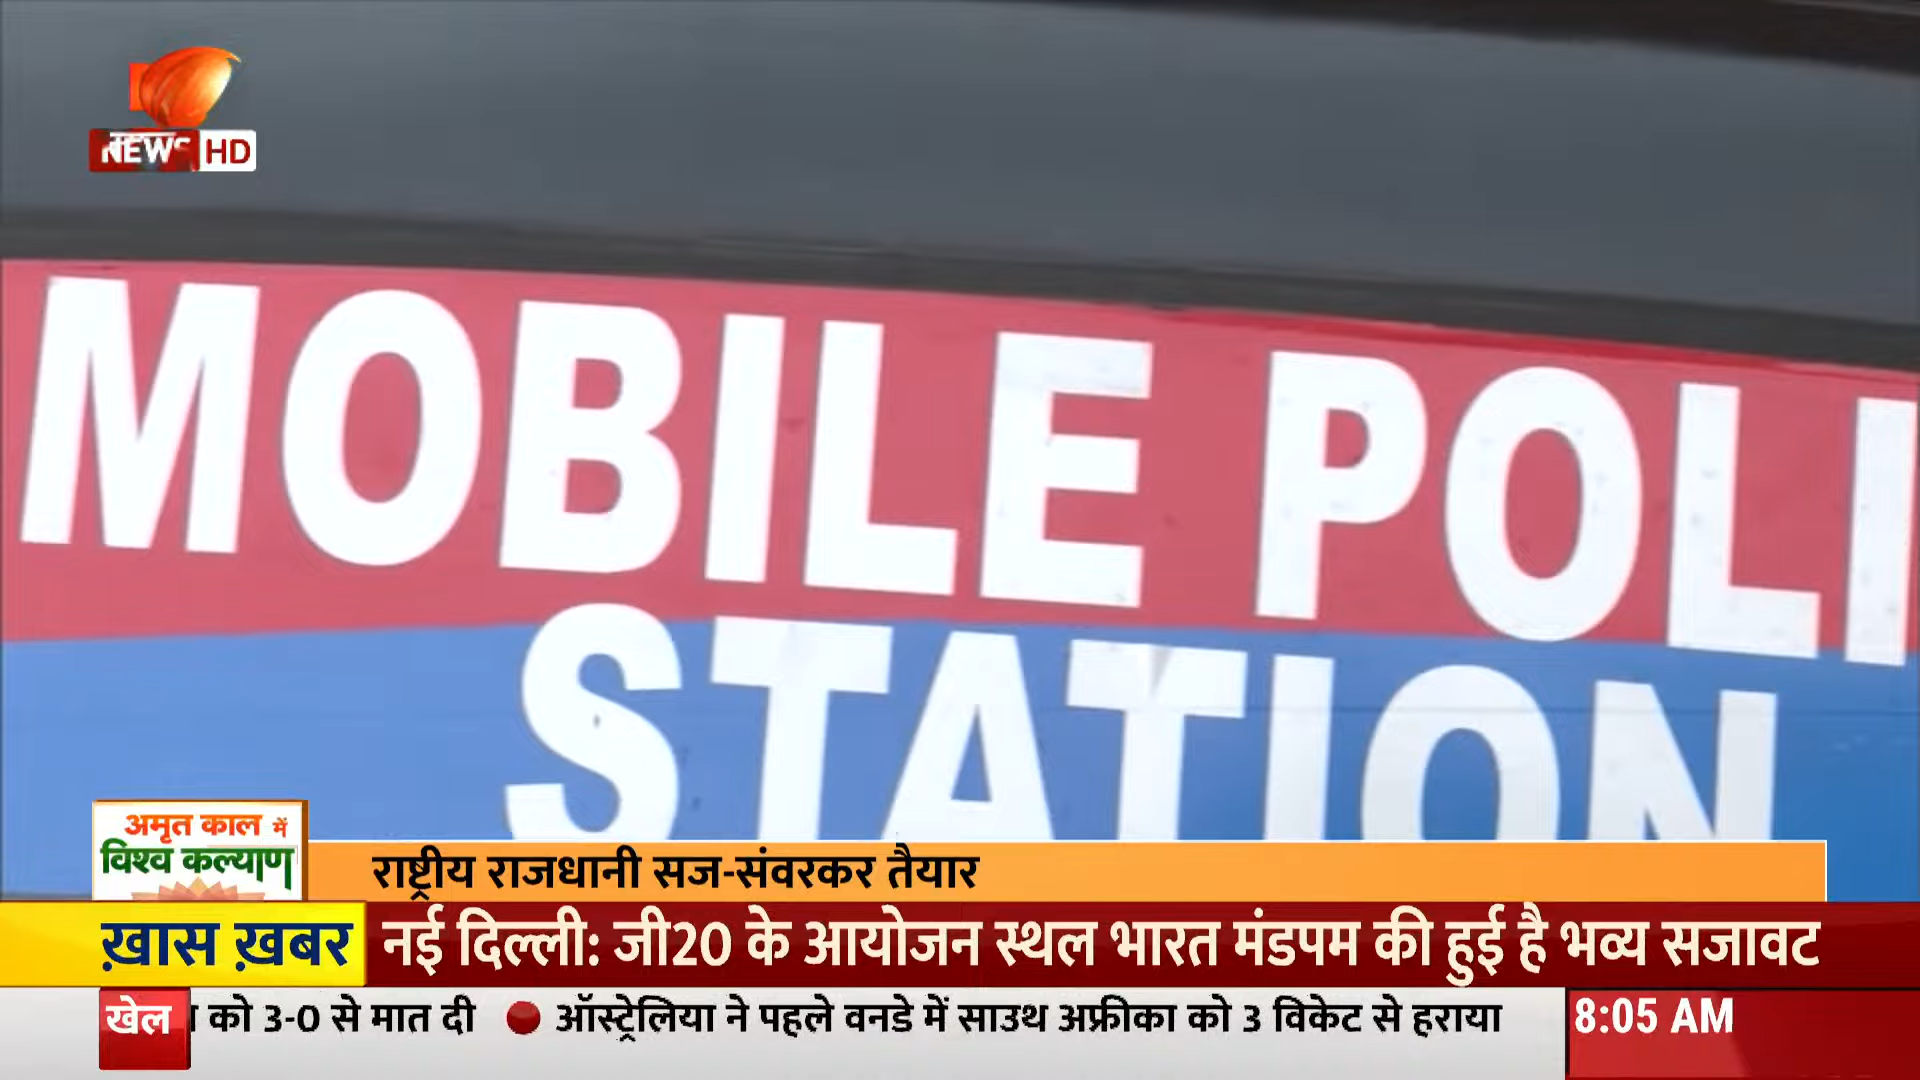 HD
MOBILE POLI
STATION
अमृत काल में
विश्व कल्याण
राष्ट्रीय राजधानी सज-संवरकर तैयार
ख़ास ख़बर
नई दिल्ली: जी20 के आयोजन स्थल भारत मंडपम की हुई है भव्य सजावट
खेल
को 3-0 से मात दी
ऑस्ट्रेलिया ने पहले वनडे में साउथ अफ्रीका को 3 विकेट से हराया
8:05 AM